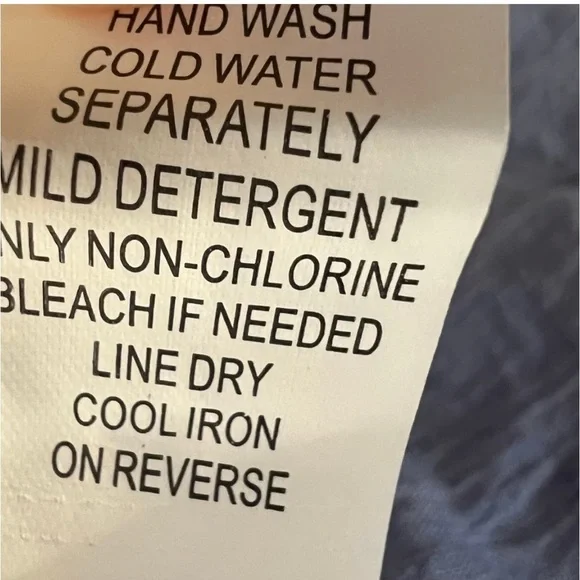 HAND WASH
COLD WATER
SEPARATELY
MILD DETERGENT
NLY NON-CHLORINE
BLEACH IF NEEDED
LINE DRY
COOL IRON
ON REVERSE